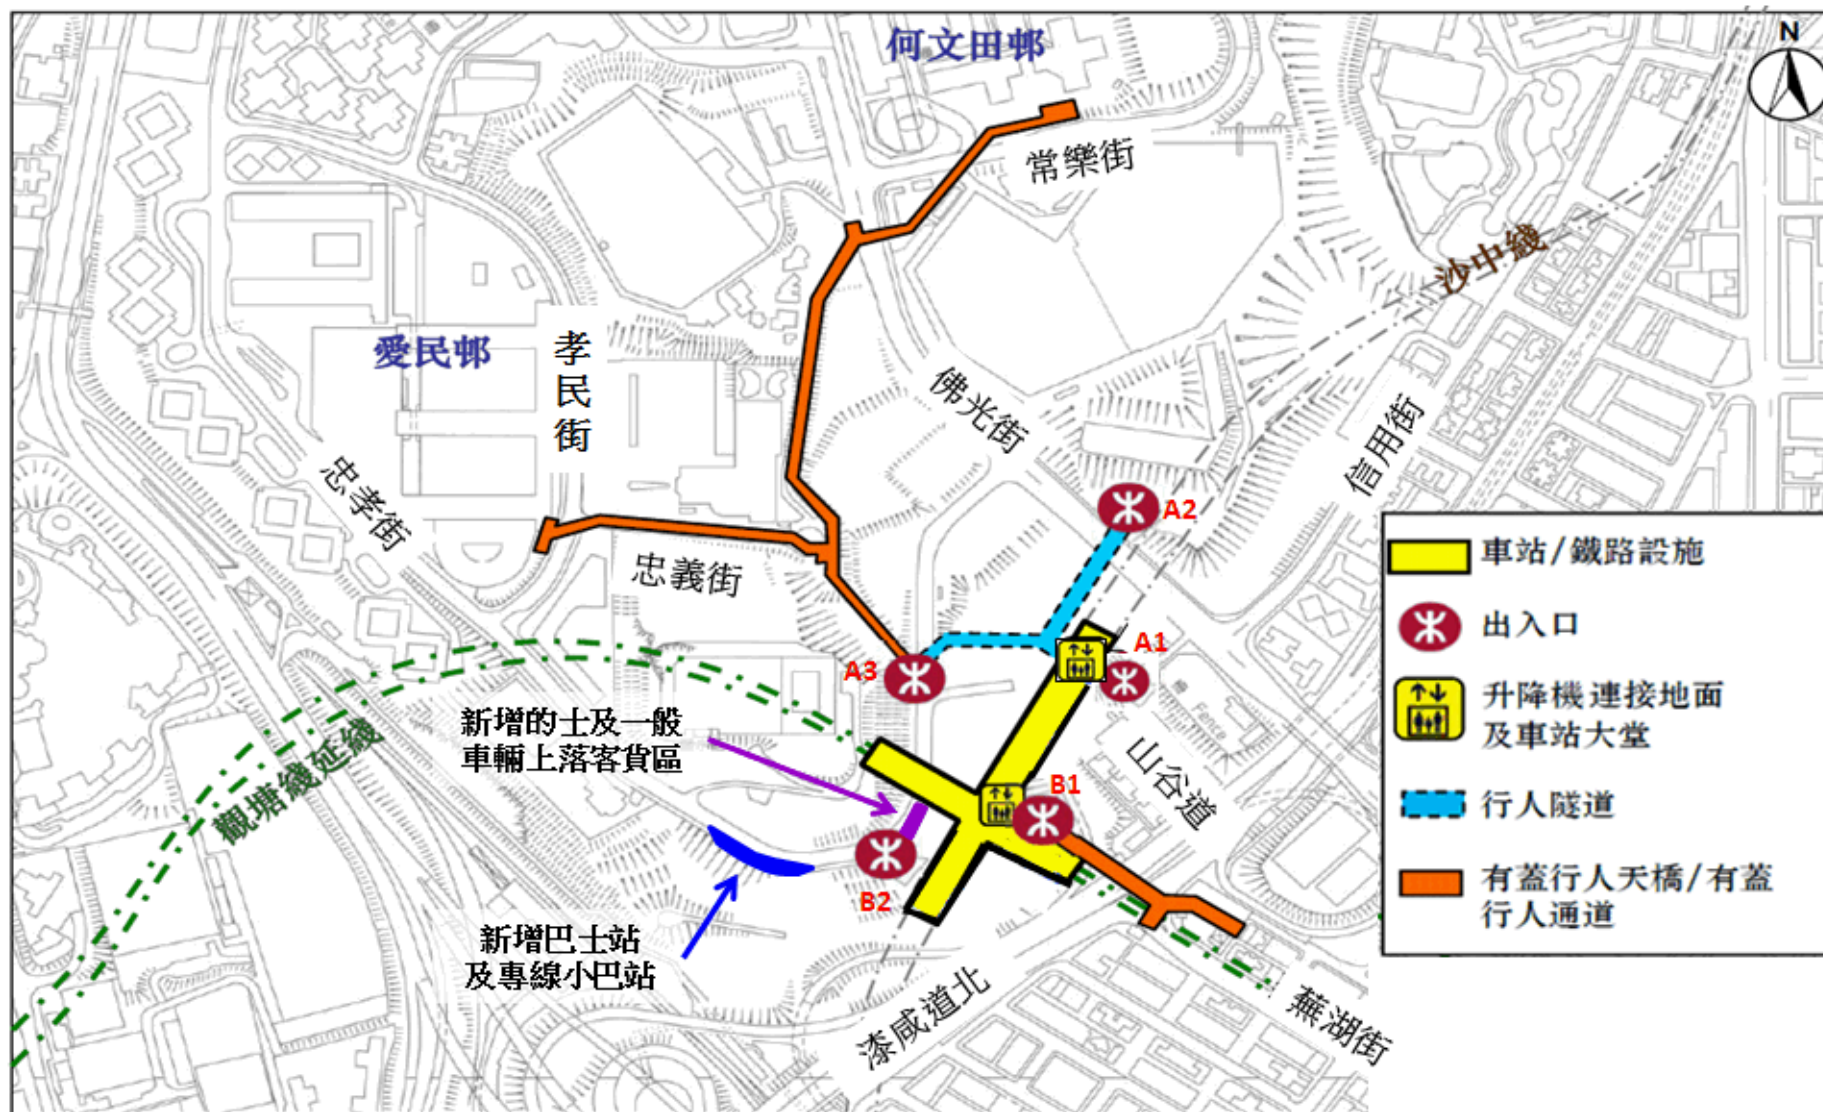 何文田邨
N
常樂街
沙中綫
愛民邨
孝民街
佛光街
信用街
忠孝街
A2
忠義街
A1
A3
新增的士及一般
車輛上落客貨區
觀塘綫延綫
山谷道
B1
B2
新增巴士站
及專線小巴站
漆咸道北
蕪湖街
車站/鐵路設施
出入口
升降機連接地面
及車站大堂
行人隧道
有蓋行人天橋/有蓋
行人通道